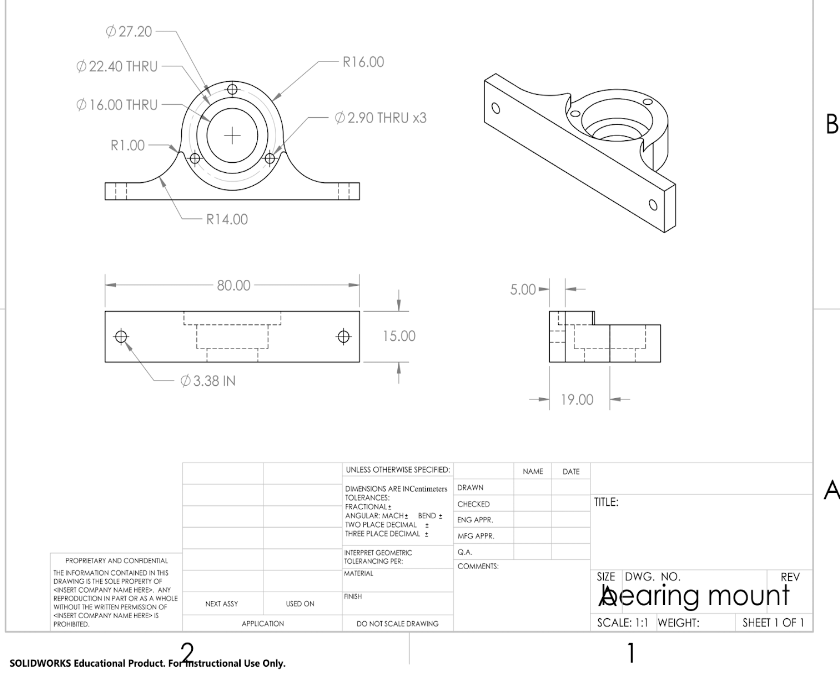 Ø27.20
Ø22.40 THRU
R16.00
B
Ø16.00 THRU
Ø2.90 THRU x3
R1.00
R14.00
80.00
5.00
15.00
Ø3.38 IN
19.00
A
UNLESS OTHERWISE SPECIFIED:
NAME
DATE
DIMENSIONS ARE INCentimeters
TOLERANCES:
FRACTIONAL±
ANGULAR: MACH± BEND ±
TWO PLACE DECIMAL ±
THREE PLACE DECIMAL ±
DRAWN
CHECKED
ENG APPR.
MFG APPR.
TITLE:
INTERPRET GEOMETRIC
TOLERANCING PER:
Q.A.
COMMENTS:
MATERIAL
FINISH
PROPRIETARY AND CONFIDENTIAL
THE INFORMATION CONTAINED IN THIS
DRAWING IS THE SOLE PROPERTY OF
<INSERT COMPANY NAME HERE>. ANY
REPRODUCTION IN PART OR AS A WHOLE
WITHOUT THE WRITTEN PERMISSION OF
<INSERT COMPANY NAME HERE> IS
PROHIBITED.
NEXT ASSY
USED ON
APPLICATION
DO NOT SCALE DRAWING
SIZE
DWG. NO.
REV
A
bearing mount
SCALE: 1:1
WEIGHT:
SHEET 1 OF 1
2
1
SOLIDWORKS Educational Product. For Instructional Use Only.